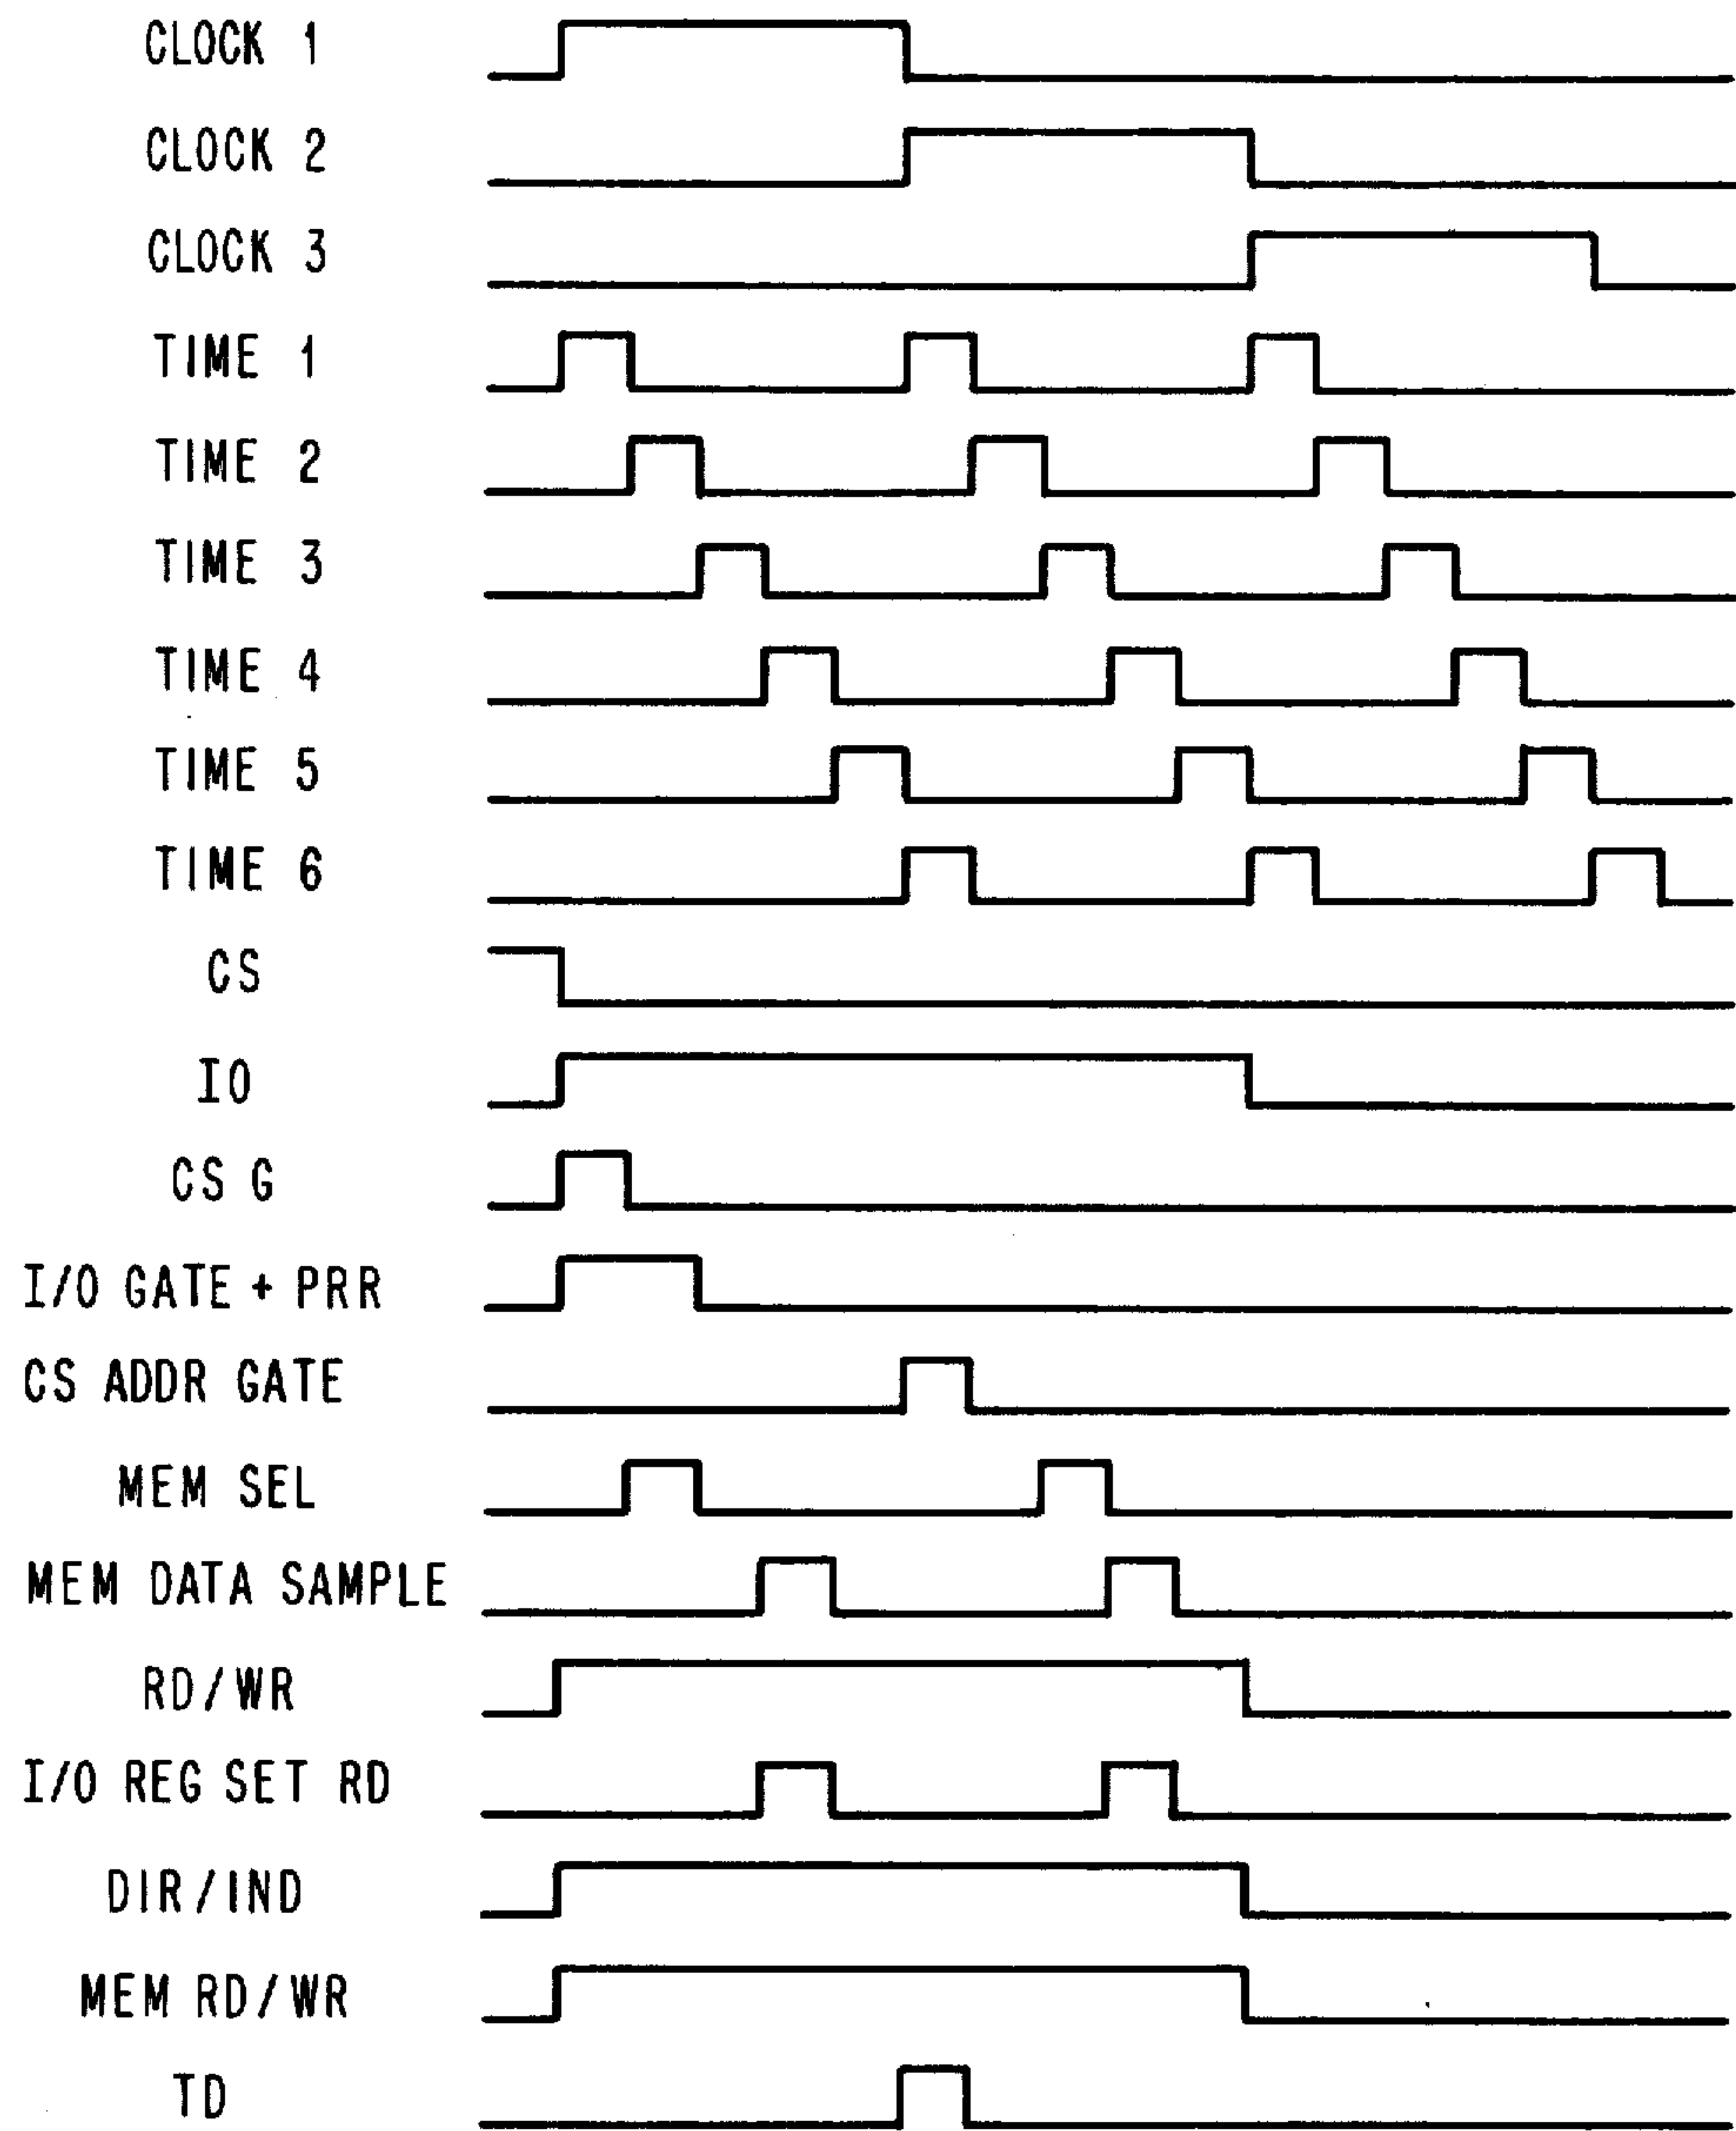 CLOCK 1
CLOCK 2
CLOCK 3
TIME 1
TIME 2
TIME 3
TIME 4
TIME 5
TIME 6
CS
IO
CS G
I/O GATE + PRR
CS ADDR GATE
MEM SEL
MEM DATA SAMPLE
RD/WR
I/O REG SET RD
DIR/IND
MEM RD/WR
TD